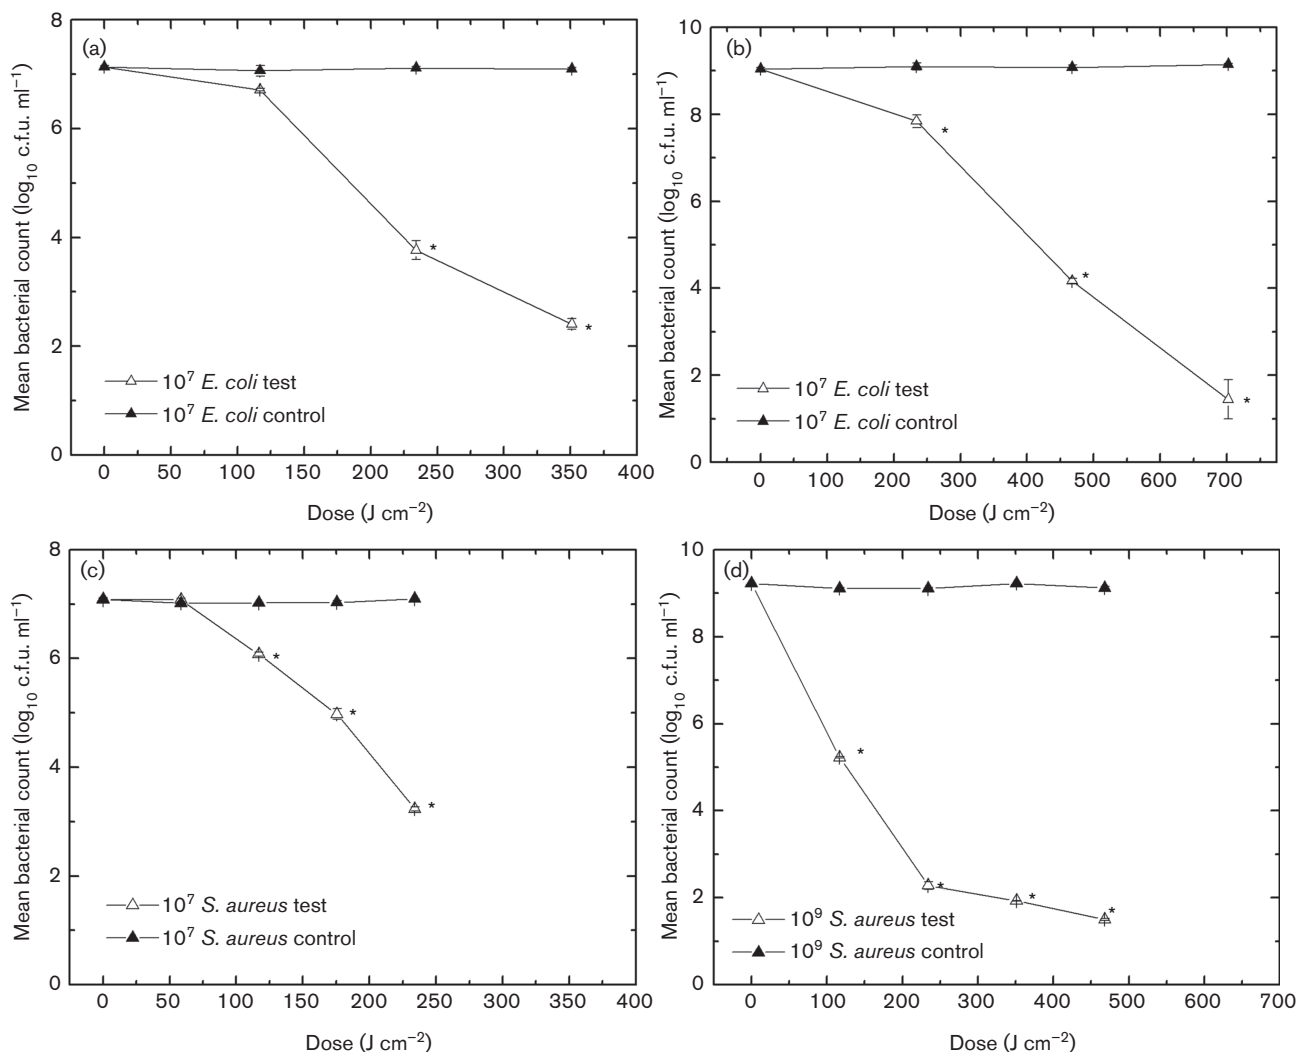 (a)
8
6
4
2
0
Mean bacterial count (log₁₀ c.f.u. ml⁻¹)
10⁷ E. coli test
10⁷ E. coli control
0 50 100 150 200 250 300 350 400
Dose (J cm⁻²)
* * 
(b)
10
8
6
4
2
0
Mean bacterial count (log₁₀ c.f.u. ml⁻¹)
10⁷ E. coli test
10⁷ E. coli control
0 100 200 300 400 500 600 700
Dose (J cm⁻²)
* * *
(c)
8
6
4
2
0
Mean bacterial count (log₁₀ c.f.u. ml⁻¹)
10⁷ S. aureus test
10⁷ S. aureus control
0 50 100 150 200 250 300 350 400
Dose (J cm⁻²)
* * *
(d)
10
8
6
4
2
0
Mean bacterial count (log₁₀ c.f.u. ml⁻¹)
10⁹ S. aureus test
10⁹ S. aureus control
0 100 200 300 400 500 600 700
Dose (J cm⁻²)
* * * *